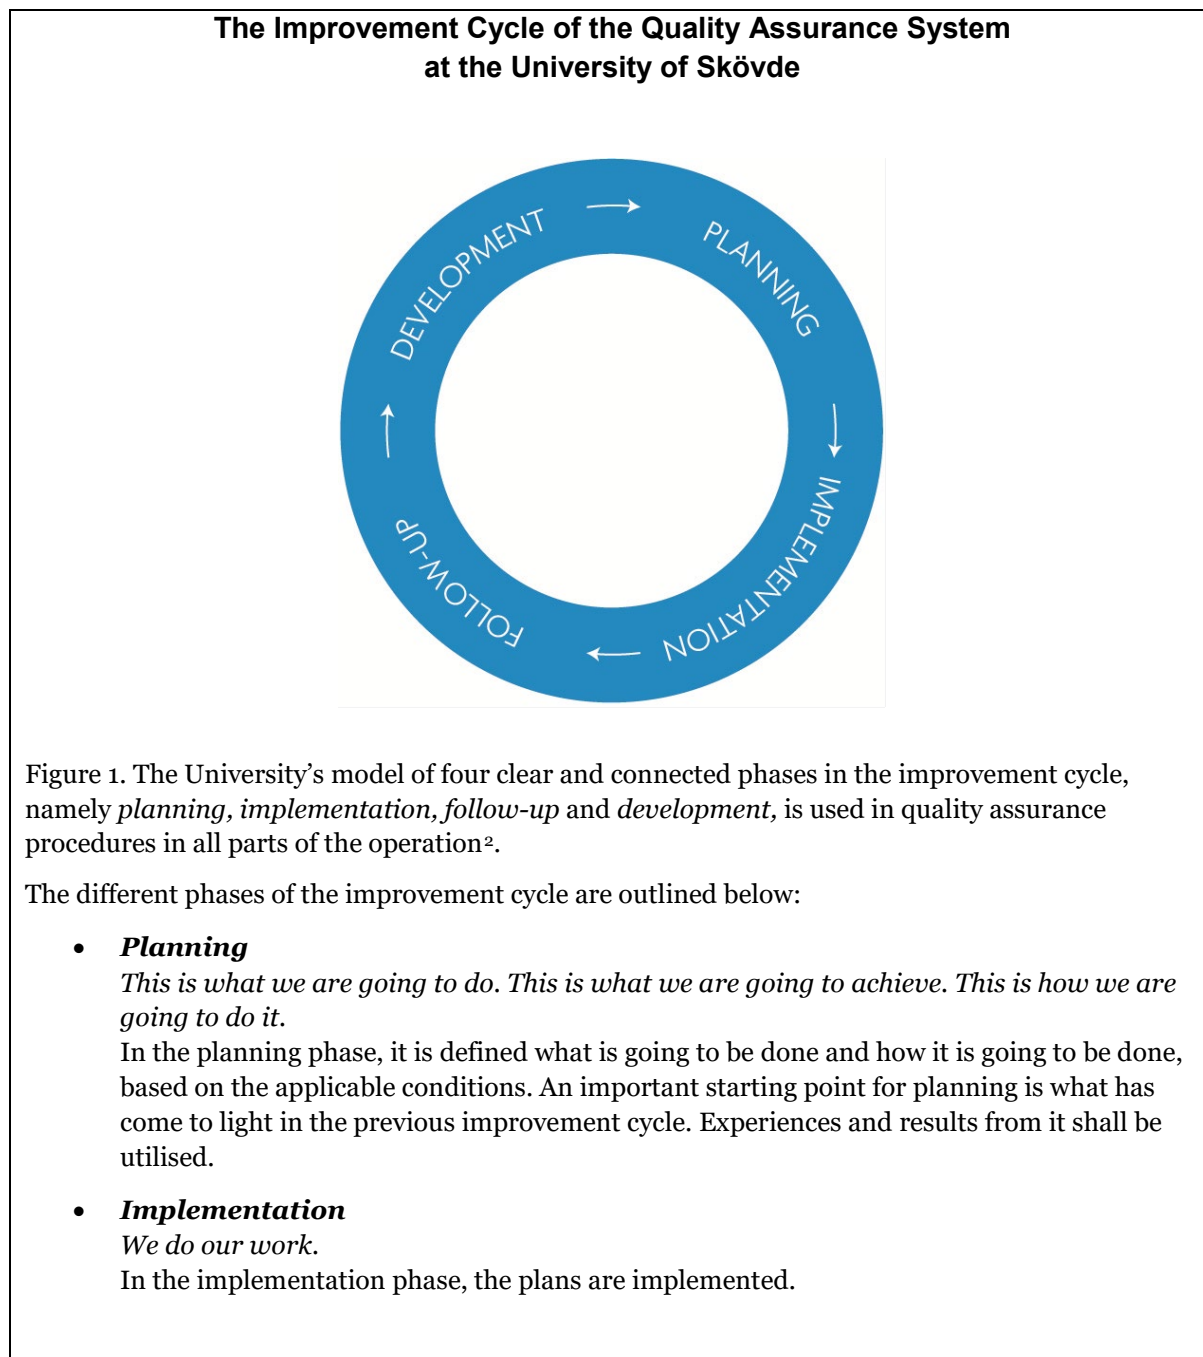 The Improvement Cycle of the Quality Assurance System
at the University of Skövde
DEVELOPMENT
PLANNING
IMPLEMENTATION
FOLLOW-UP
Figure 1. The University’s model of four clear and connected phases in the improvement cycle,
namely planning, implementation, follow-up and development, is used in quality assurance
procedures in all parts of the operation².
The different phases of the improvement cycle are outlined below:
• Planning
This is what we are going to do. This is what we are going to achieve. This is how we are
going to do it.
In the planning phase, it is defined what is going to be done and how it is going to be done,
based on the applicable conditions. An important starting point for planning is what has
come to light in the previous improvement cycle. Experiences and results from it shall be
utilised.
• Implementation
We do our work.
In the implementation phase, the plans are implemented.